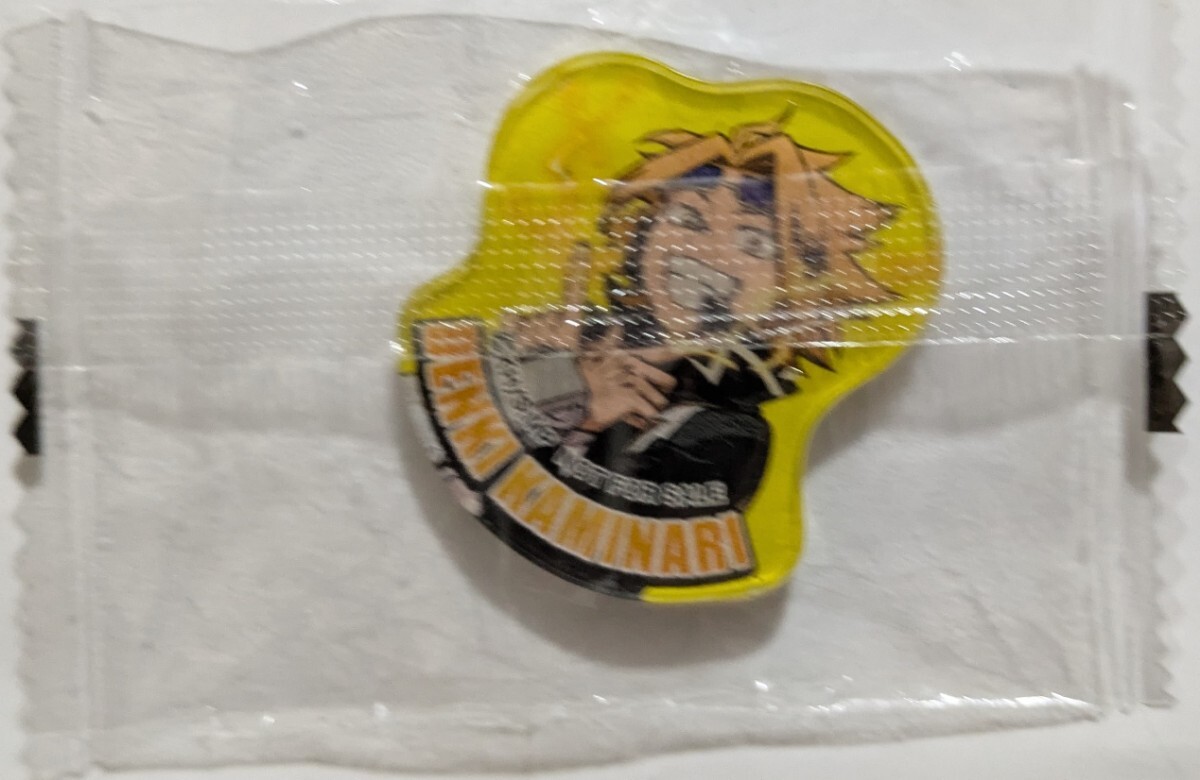 DENKI KAMINARI
NOT FOR SALE